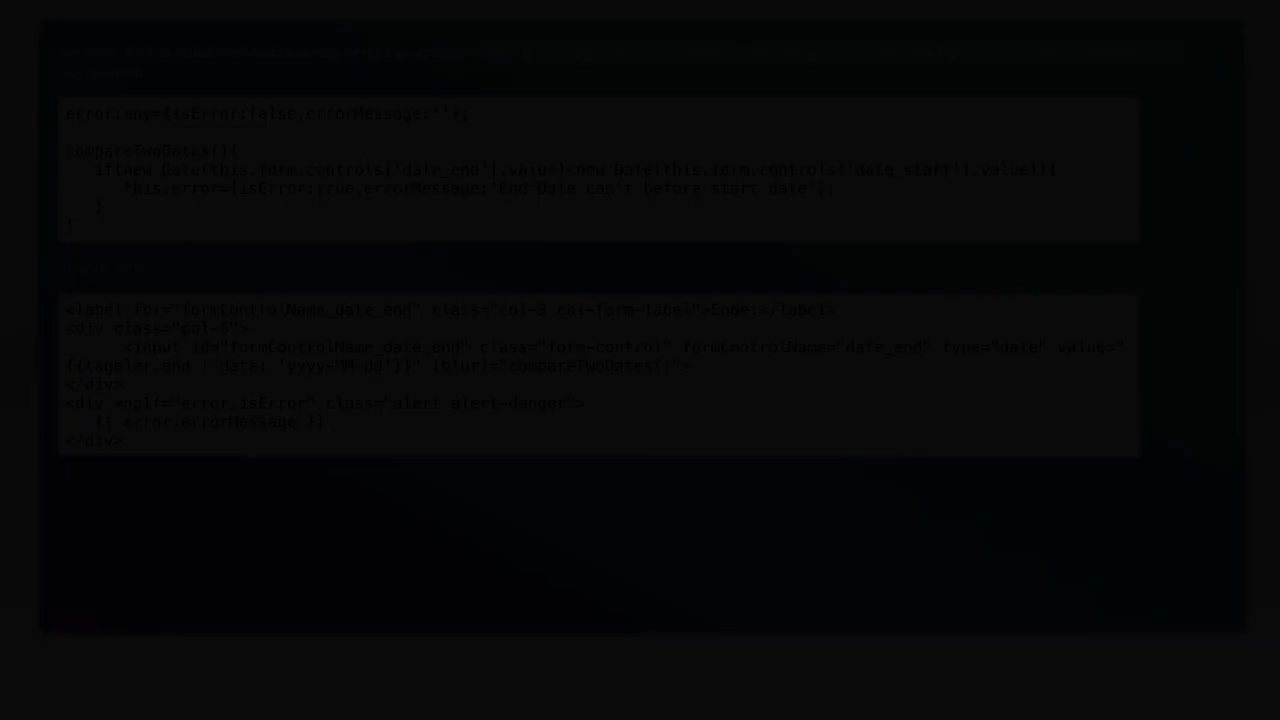 error:any={isError:false,errorMessage:''};
compareTwoDates(){
if(new Date(this.form.controls['date_end'].value)<new Date(this.form.controls['date_start'].value)){
this.error={isError:true,errorMessage:'End Date can't before start date'};
}
}
<label for="formControlName_date_end" class="col-3 col-form-label">Ende:</label>
<div class="col-5">
<input id="formControlName_date_end" class="form-control" formControlName="date_end" type="date" value="
{{tageler.end | date: 'yyyy-MM-dd'}}" (blur)="compareTwoDates()">
</div>
<div *ngIf="error.isError" class="alert alert-danger">
{{ error.errorMessage }}
</div>